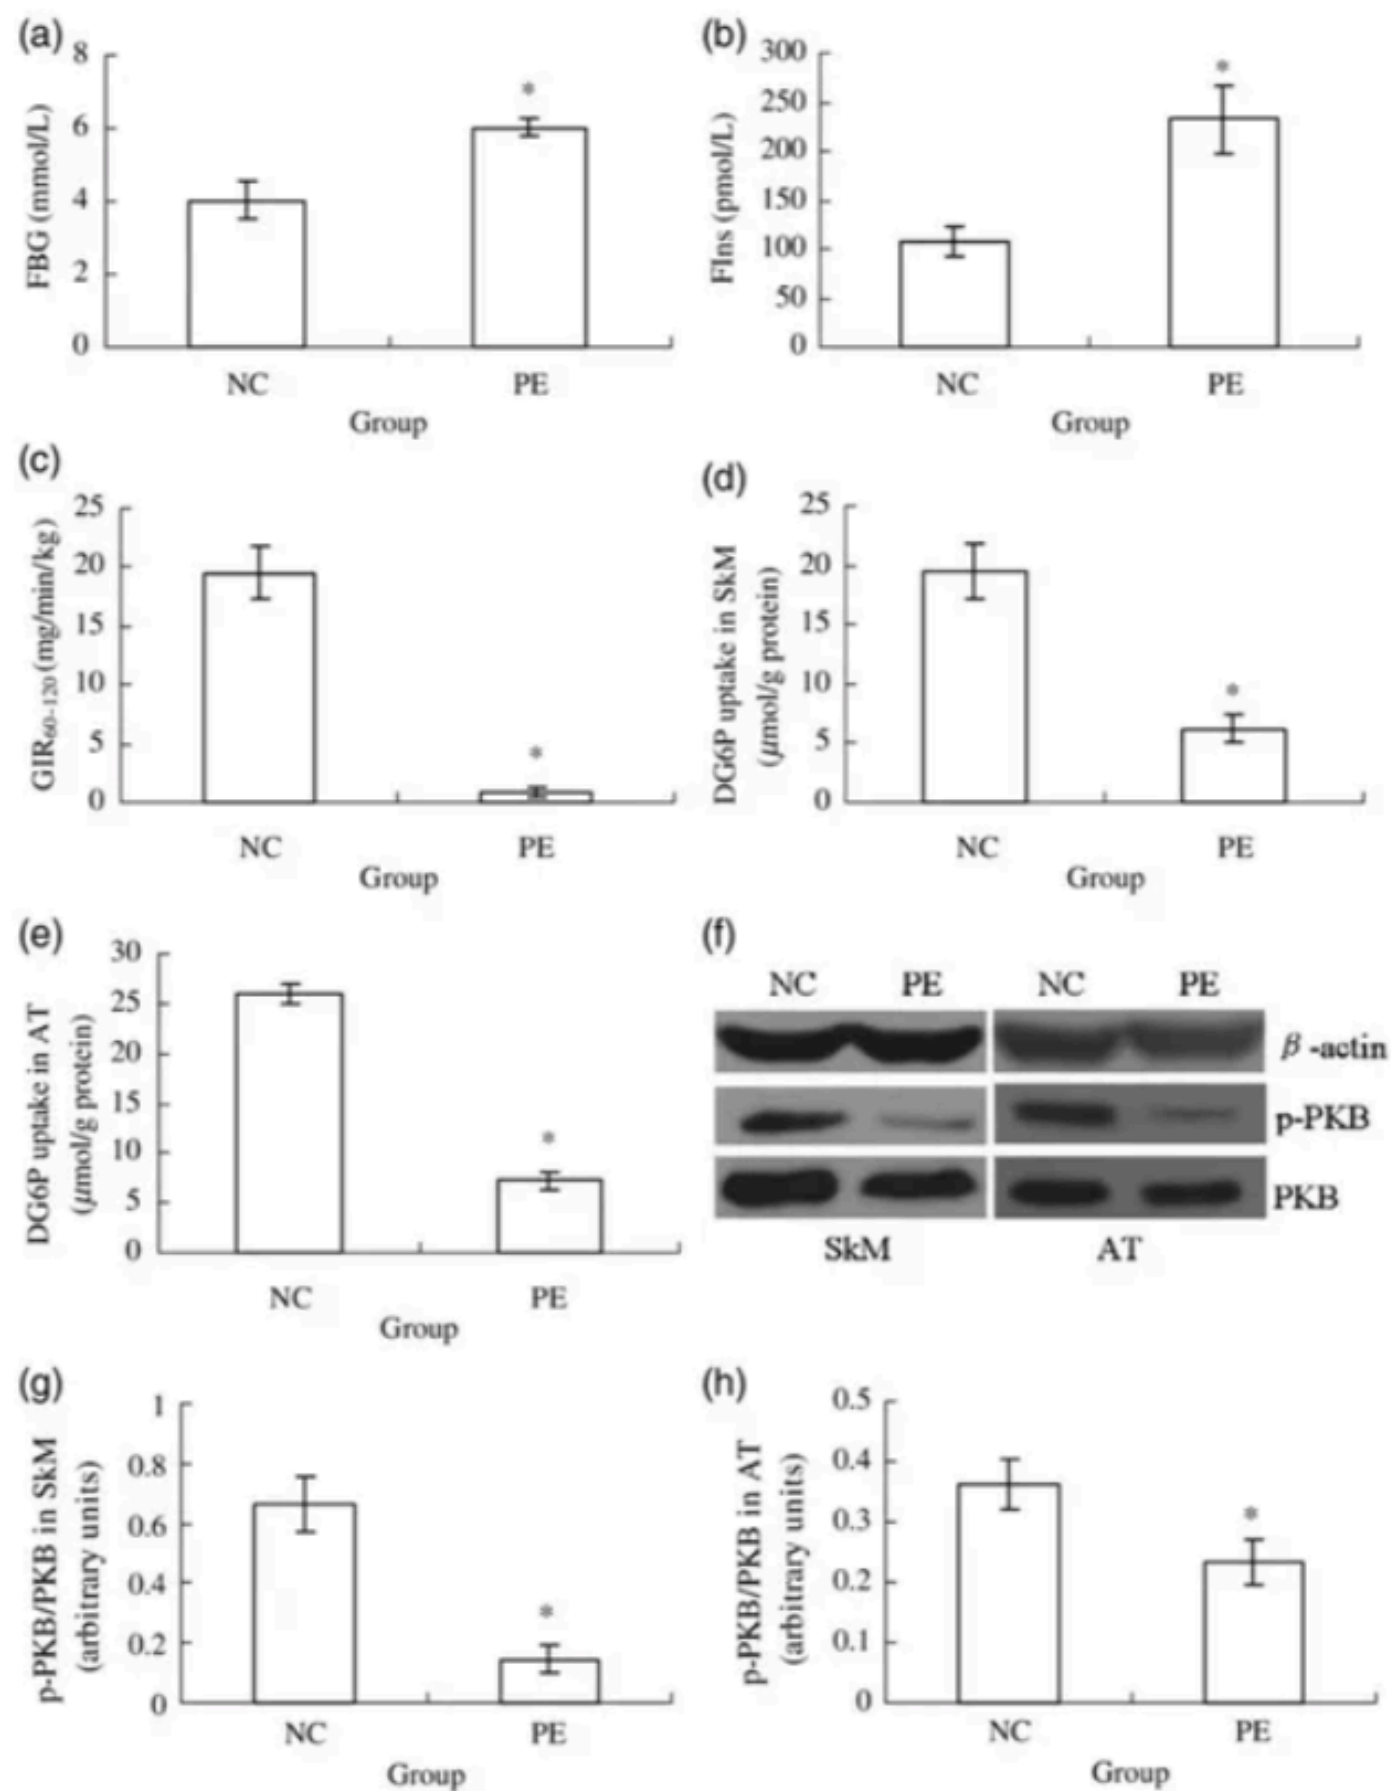 (a)
8
6
4
2
0
FBG (mmol/L)
*
NC PE
Group
(b)
300
250
200
150
100
50
0
FIns (pmol/L)
*
NC PE
Group
(c)
25
20
15
10
5
0
GIR60-120 (mg/min/kg)
*
NC PE
Group
(d)
25
20
15
10
5
0
DG6P uptake in SkM
(μmol/g protein)
*
NC PE
Group
(e)
30
25
20
15
10
5
0
DG6P uptake in AT
(μmol/g protein)
*
NC PE
Group
(f)
NC PE NC PE
β-actin
p-PKB
PKB
SkM AT
(g)
1
0.8
0.6
0.4
0.2
0
p-PKB/PKB in SkM
(arbitrary units)
*
NC PE
Group
(h)
0.5
0.4
0.3
0.2
0.1
0
p-PKB/PKB in AT
(arbitrary units)
*
NC PE
Group